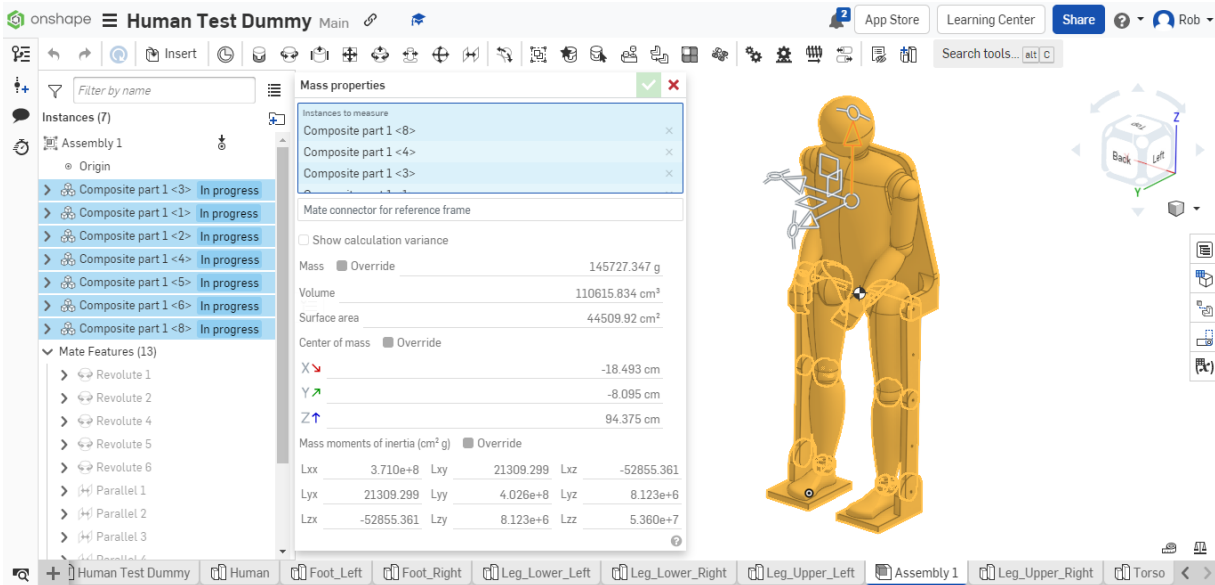 onshape Human Test Dummy Main
2 App Store Learning Center Share Rob
Insert Search tools... alt C
Filter by name
Instances (7)
Assembly 1
Origin
Composite part 1 <3> In progress
Composite part 1 <1> In progress
Composite part 1 <2> In progress
Composite part 1 <4> In progress
Composite part 1 <5> In progress
Composite part 1 <6> In progress
Composite part 1 <8> In progress
Mate Features (13)
Revolute 1
Revolute 2
Revolute 4
Revolute 5
Revolute 6
Parallel 1
Parallel 2
Parallel 3
Mass properties
Instances to measure
Composite part 1 <8>
Composite part 1 <4>
Composite part 1 <3>
Mate connector for reference frame
Show calculation variance
Mass Override 145727.347 g
Volume 110615.834 cm³
Surface area 44509.92 cm²
Center of mass Override
X -18.493 cm
Y -8.095 cm
Z 94.375 cm
Mass moments of inertia (cm² g) Override
Lxx 3.710e+8 Lxy 21309.299 Lxz -52855.361
Lyx 21309.299 Lyy 4.026e+8 Lyz 8.123e+6
Lzx -52855.361 Lzy 8.123e+6 Lzz 5.360e+7
Z
Back Left
Y
(x)
Human Test Dummy Human Foot_Left Foot_Right Leg_Lower_Left Leg_Lower_Right Leg_Upper_Left Assembly 1 Leg_Upper_Right Torso